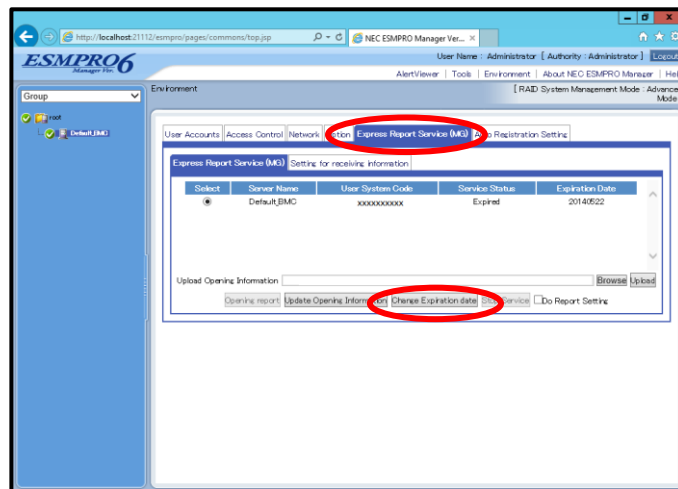 http://localhost:21112/esmpro/pages/commons/top.jsp
NEC ESMPRO Manager Ver... ×
ESMPRO6
Manager Ver.
User Name : Administrator [ Authority : Administrator ] Logout
AlertViewer | Tools | Environment | About NEC ESMPRO Manager | Hel
Group
Environment
[ RAID System Management Mode : Advance
Mode
root
Default_BMC
User Accounts Access Control Network Express Report Service (MG) Registration Setting
Express Report Service (MG) Setting for receiving information
Select Server Name User System Code Service Status Expiration Date
Default_BMC xxxxxxxxxx Expired 20140522
Upload Opening Information Browse Upload
Opening report Update Opening Information Change Expiration date Service Do Report Setting